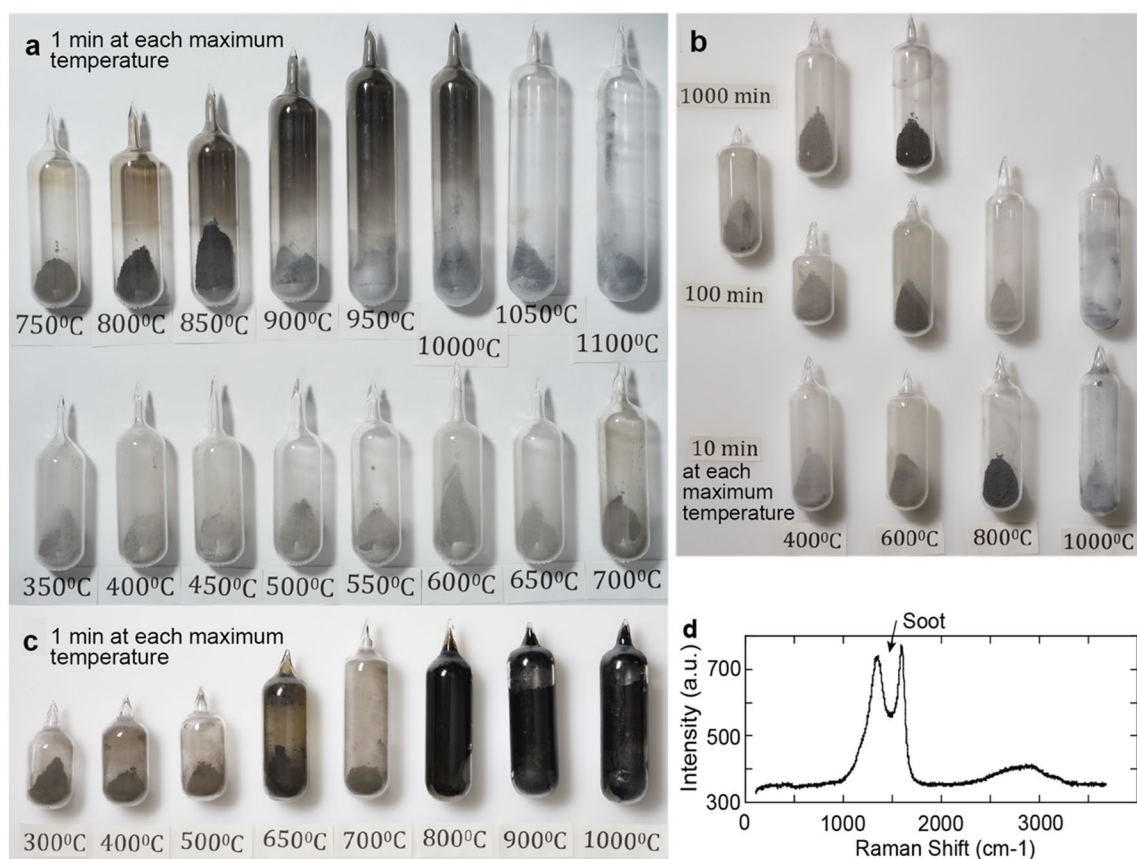 a 1 min at each maximum
temperature
750⁰C 800⁰C 850⁰C 900⁰C 950⁰C 1000⁰C 1050⁰C 1100⁰C
350⁰C 400⁰C 450⁰C 500⁰C 550⁰C 600⁰C 650⁰C 700⁰C
b
1000 min
100 min
10 min
at each
maximum
temperature
400⁰C 600⁰C 800⁰C 1000⁰C
c 1 min at each maximum
temperature
300⁰C 400⁰C 500⁰C 650⁰C 700⁰C 800⁰C 900⁰C 1000⁰C
d
Soot
Intensity (a.u.)
700
500
300
0 1000 2000 3000
Raman Shift (cm-1)